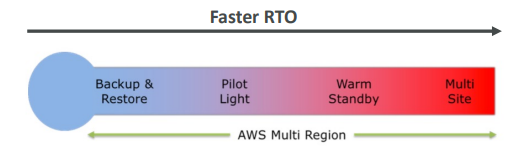 Faster RTO
Backup &
Restore
Pilot
Light
Warm
Standby
Multi
Site
AWS Multi Region